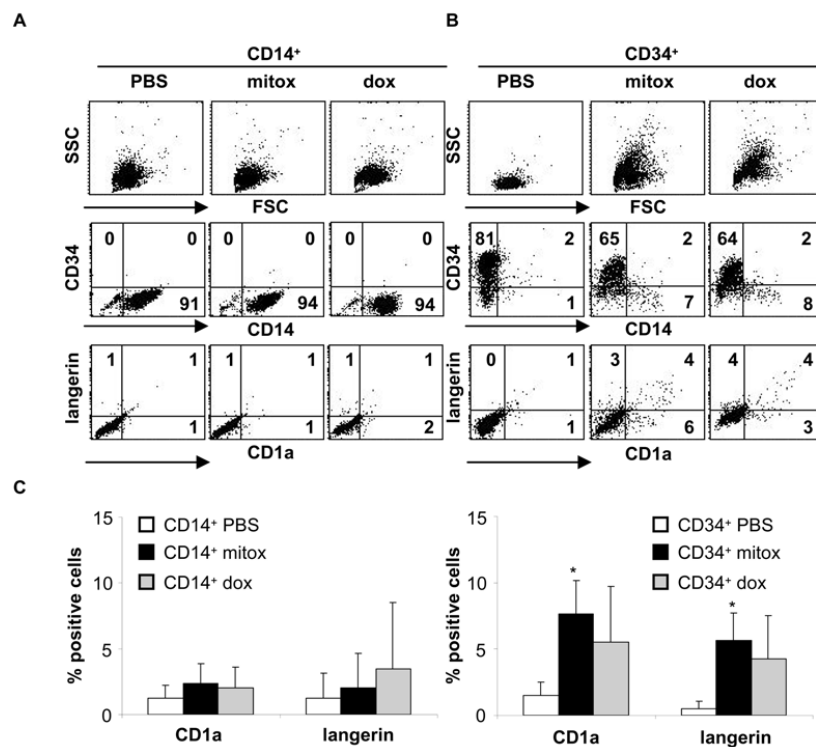 A B
CD14⁺ CD34⁺
PBS mitox dox PBS mitox dox
SSC SSC
FSC FSC
0 0 0 0 0 0 81 2 65 2 64 2
CD34 CD34
91 94 94 1 7 8
CD14 CD14
1 1 1 1 1 1 0 1 3 4 4 4
langerin langerin
1 1 2 1 6 3
CD1a CD1a
C
15 15
CD14⁺ PBS CD34⁺ PBS
CD14⁺ mitox CD34⁺ mitox
CD14⁺ dox CD34⁺ dox
10 * 10
% positive cells % positive cells
5 * 5
0 0
CD1a langerin CD1a langerin